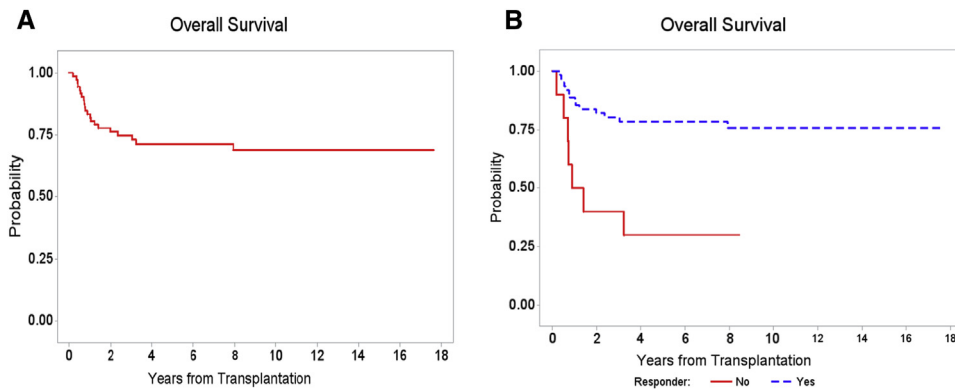 A
Overall Survival
Probability
1.00
0.75
0.50
0.25
0.00
0 2 4 6 8 10 12 14 16 18
Years from Transplantation
B
Overall Survival
Probability
1.00
0.75
0.50
0.25
0.00
0 2 4 6 8 10 12 14 16 18
Years from Transplantation
Responder: No Yes